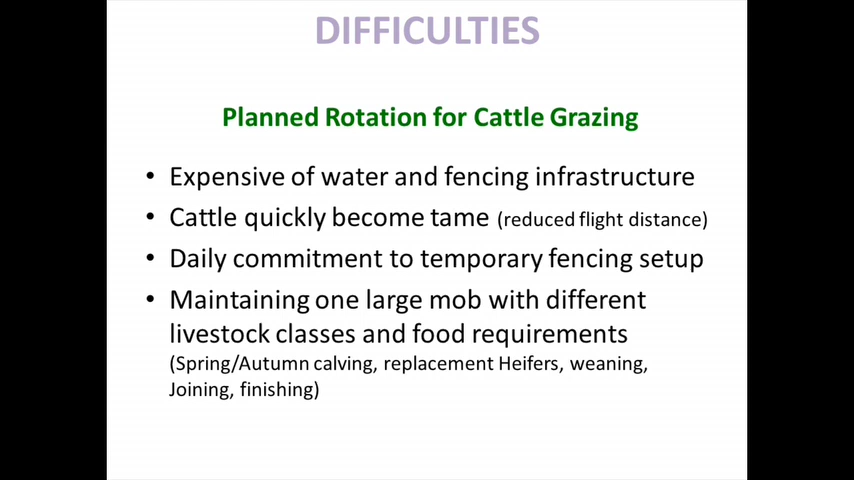 DIFFICULTIES
Planned Rotation for Cattle Grazing
• Expensive of water and fencing infrastructure
• Cattle quickly become tame (reduced flight distance)
• Daily commitment to temporary fencing setup
• Maintaining one large mob with different
livestock classes and food requirements
(Spring/Autumn calving, replacement Heifers, weaning,
Joining, finishing)